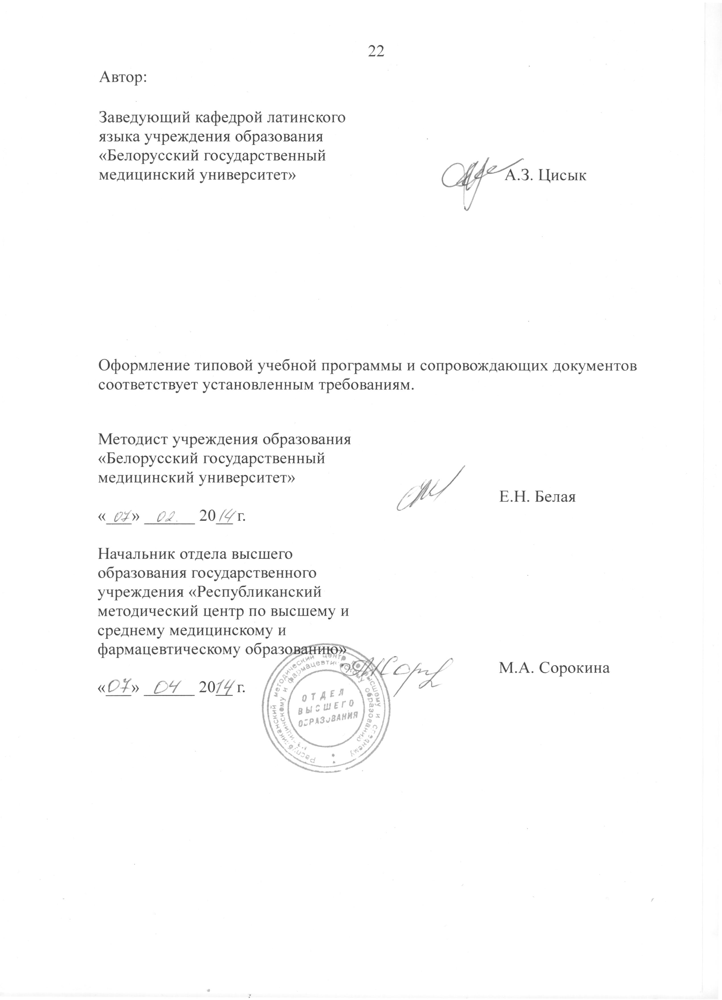 22
Автор:
Заведующий кафедрой латинского
языка учреждения образования
«Белорусский государственный
медицинский университет»
А.З. Цисык
Оформление типовой учебной программы и сопровождающих документов
соответствует установленным требованиям.
Методист учреждения образования
«Белорусский государственный
медицинский университет»
Е.Н. Белая
«07» 02. 2014 г.
Начальник отдела высшего
образования государственного
учреждения «Республиканский
методический центр по высшему и
среднему медицинскому и
фармацевтическому образованию»
М.А. Сорокина
«07» 04 2014 г.
Республиканский методический центр по высшему и среднему
медицинскому и фармацевтическому образованию
ОТДЕЛ
ВЫСШЕГО
ОБРАЗОВАНИЯ